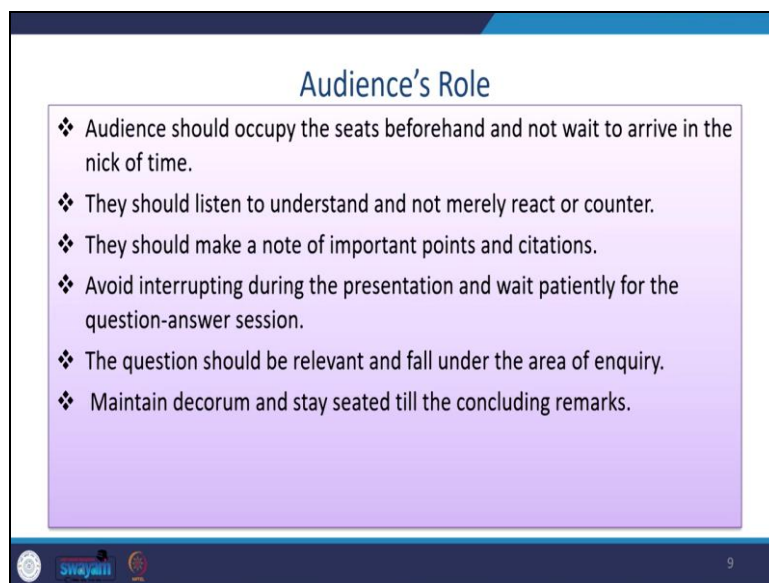 Audience's Role
❖ Audience should occupy the seats beforehand and not wait to arrive in the
nick of time.
❖ They should listen to understand and not merely react or counter.
❖ They should make a note of important points and citations.
❖ Avoid interrupting during the presentation and wait patiently for the
question-answer session.
❖ The question should be relevant and fall under the area of enquiry.
❖ Maintain decorum and stay seated till the concluding remarks.
swayam
9